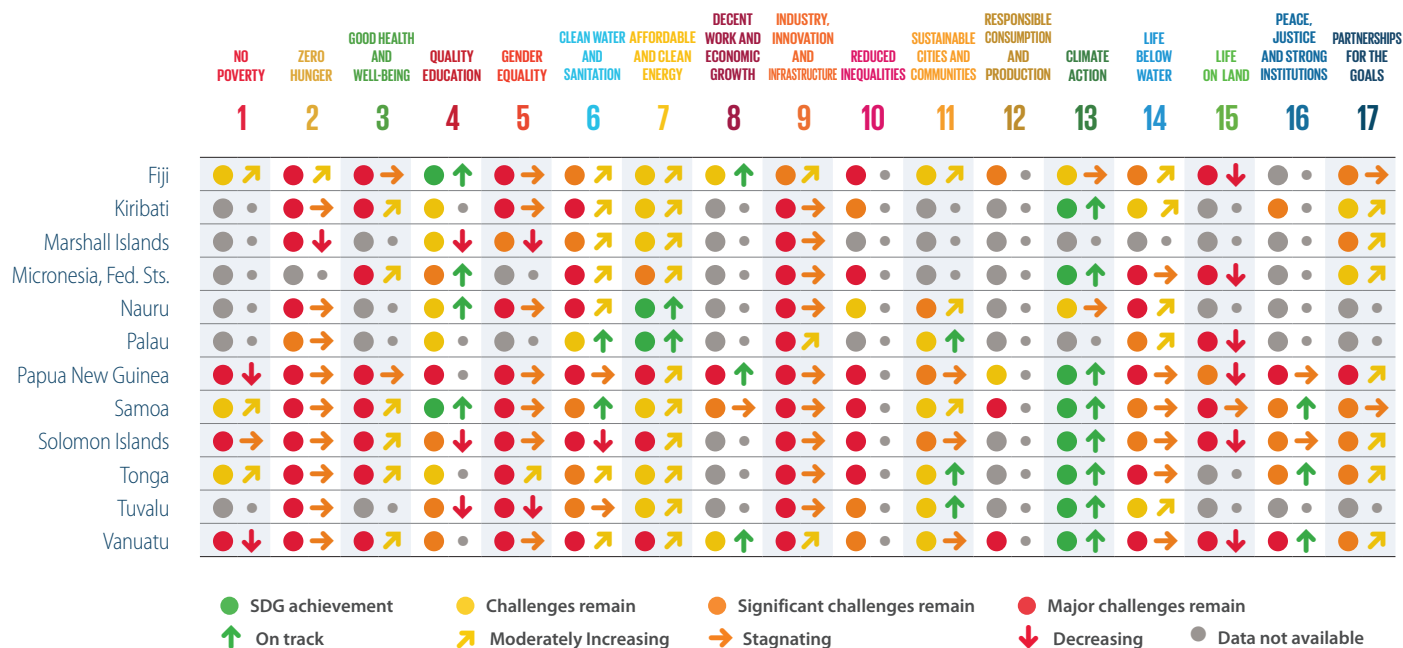 NO
POVERTY
ZERO
HUNGER
GOOD HEALTH
AND
WELL-BEING
QUALITY
EDUCATION
GENDER
EQUALITY
CLEAN WATER
AND
SANITATION
AFFORDABLE
AND CLEAN
ENERGY
DECENT
WORK AND
ECONOMIC
GROWTH
INDUSTRY,
INNOVATION
AND
INFRASTRUCTURE
REDUCED
INEQUALITIES
SUSTAINABLE
CITIES AND
COMMUNITIES
RESPONSIBLE
CONSUMPTION
AND
PRODUCTION
CLIMATE
ACTION
LIFE
BELOW
WATER
LIFE
ON LAND
PEACE,
JUSTICE
AND STRONG
INSTITUTIONS
PARTNERSHIPS
FOR THE
GOALS
1 2 3 4 5 6 7 8 9 10 11 12 13 14 15 16 17
Fiji
Kiribati
Marshall Islands
Micronesia, Fed. Sts.
Nauru
Palau
Papua New Guinea
Samoa
Solomon Islands
Tonga
Tuvalu
Vanuatu
SDG achievement Challenges remain Significant challenges remain Major challenges remain
On track Moderately Increasing Stagnating Decreasing Data not available